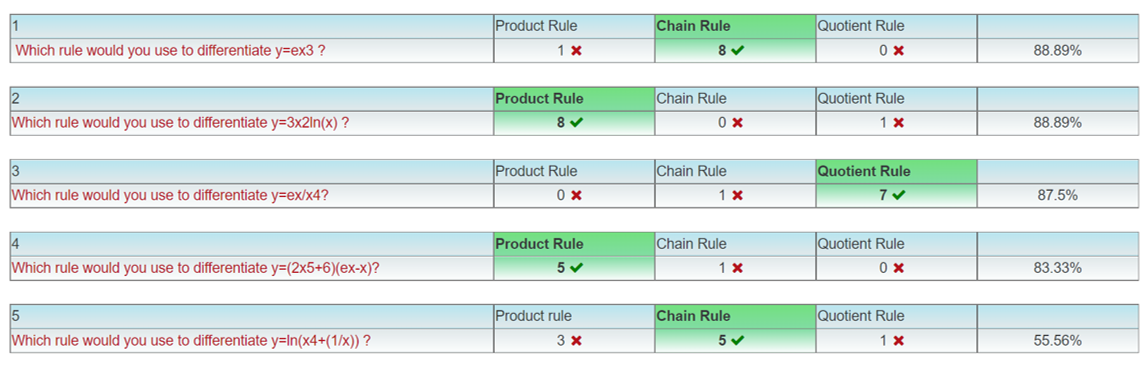 1 Product Rule Chain Rule Quotient Rule
Which rule would you use to differentiate y=ex3 ? 1 ✖ 8 ✔ 0 ✖ 88.89%
2 Product Rule Chain Rule Quotient Rule
Which rule would you use to differentiate y=3x2ln(x) ? 8 ✔ 0 ✖ 1 ✖ 88.89%
3 Product Rule Chain Rule Quotient Rule
Which rule would you use to differentiate y=ex/x4? 0 ✖ 1 ✖ 7 ✔ 87.5%
4 Product Rule Chain Rule Quotient Rule
Which rule would you use to differentiate y=(2x5+6)(ex-x)? 5 ✔ 1 ✖ 0 ✖ 83.33%
5 Product rule Chain Rule Quotient Rule
Which rule would you use to differentiate y=ln(x4+(1/x)) ? 3 ✖ 5 ✔ 1 ✖ 55.56%